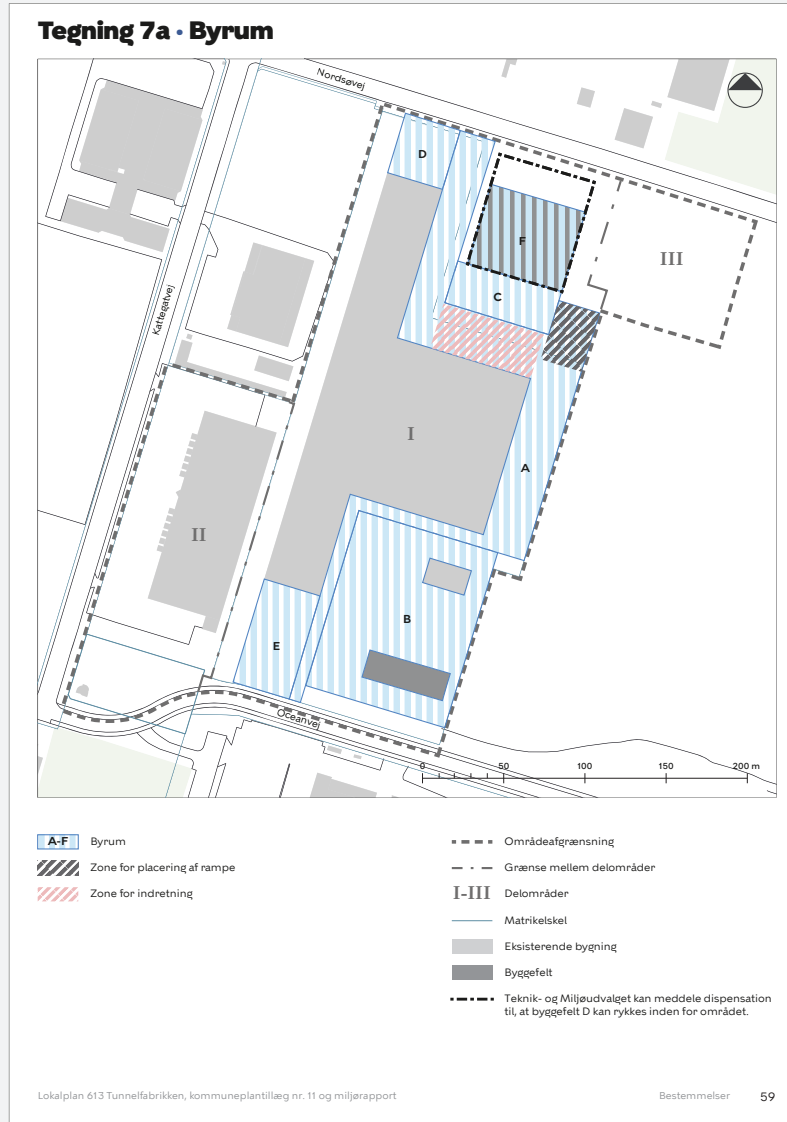 Tegning 7a • Byrum
Nordsøvej
D
F
III
C
Kattegatvej
I
A
II
B
E
Oceanvej
0 50 100 150 200 m
A-F Byrum
Zone for placering af rampe
Zone for indretning
Områdeafgrænsning
Grænse mellem delområder
I-III Delområder
Matrikelskel
Eksisterende bygning
Byggefelt
Teknik- og Miljøudvalget kan meddele dispensation
til, at byggefelt D kan rykkes inden for området.
Lokalplan 613 Tunnelfabrikken, kommuneplantillæg nr. 11 og miljørapport
Bestemmelser 59